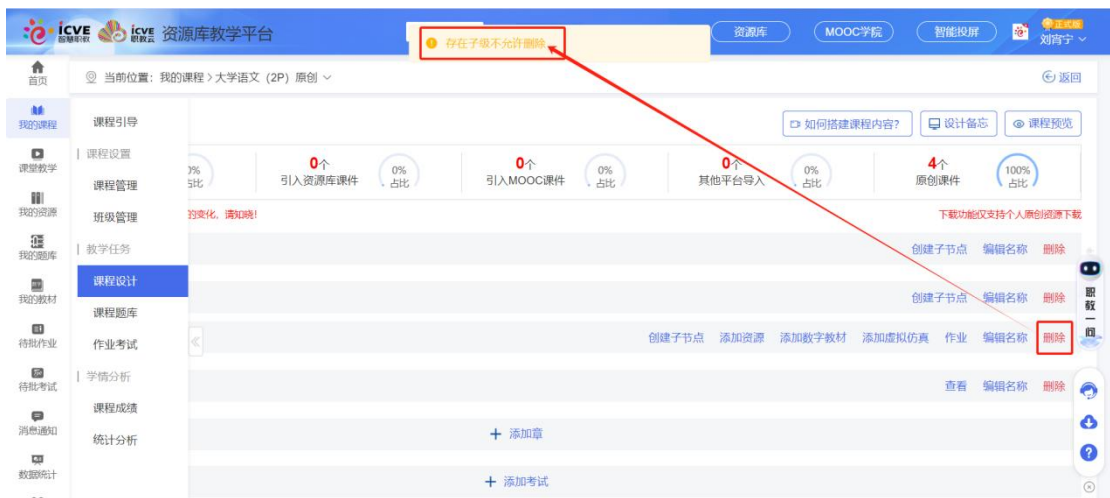 icve 智慧职教 icve 职教云 资源库教学平台
存在子级不允许删除
资源库
MOOC学院
智能投屏
正式版
刘宵宁
首页
当前位置：我的课程 > 大学语文（2P）原创
返回
我的课程
课堂教学
我的资源
我的题库
我的教材
待批作业
待批考试
消息通知
数据统计
课程引导
课程设置
课程管理
班级管理
教学任务
课程设计
课程题库
作业考试
学情分析
课程成绩
统计分析
如何搭建课程内容?
设计备忘
课程预览
0%
占比
0个
引入资源库课件
0%
占比
0个
引入MOOC课件
0%
占比
0个
其他平台导入
0%
占比
4个
原创课件
100%
占比
的变化，请知晓!
下载功能仅支持个人原创资源下载
创建子节点 编辑名称 删除
创建子节点 编辑名称 删除
创建子节点 添加资源 添加数字教材 添加虚拟仿真 作业 编辑名称 删除
查看 编辑名称 删除
+ 添加章
+ 添加考试
职教一问